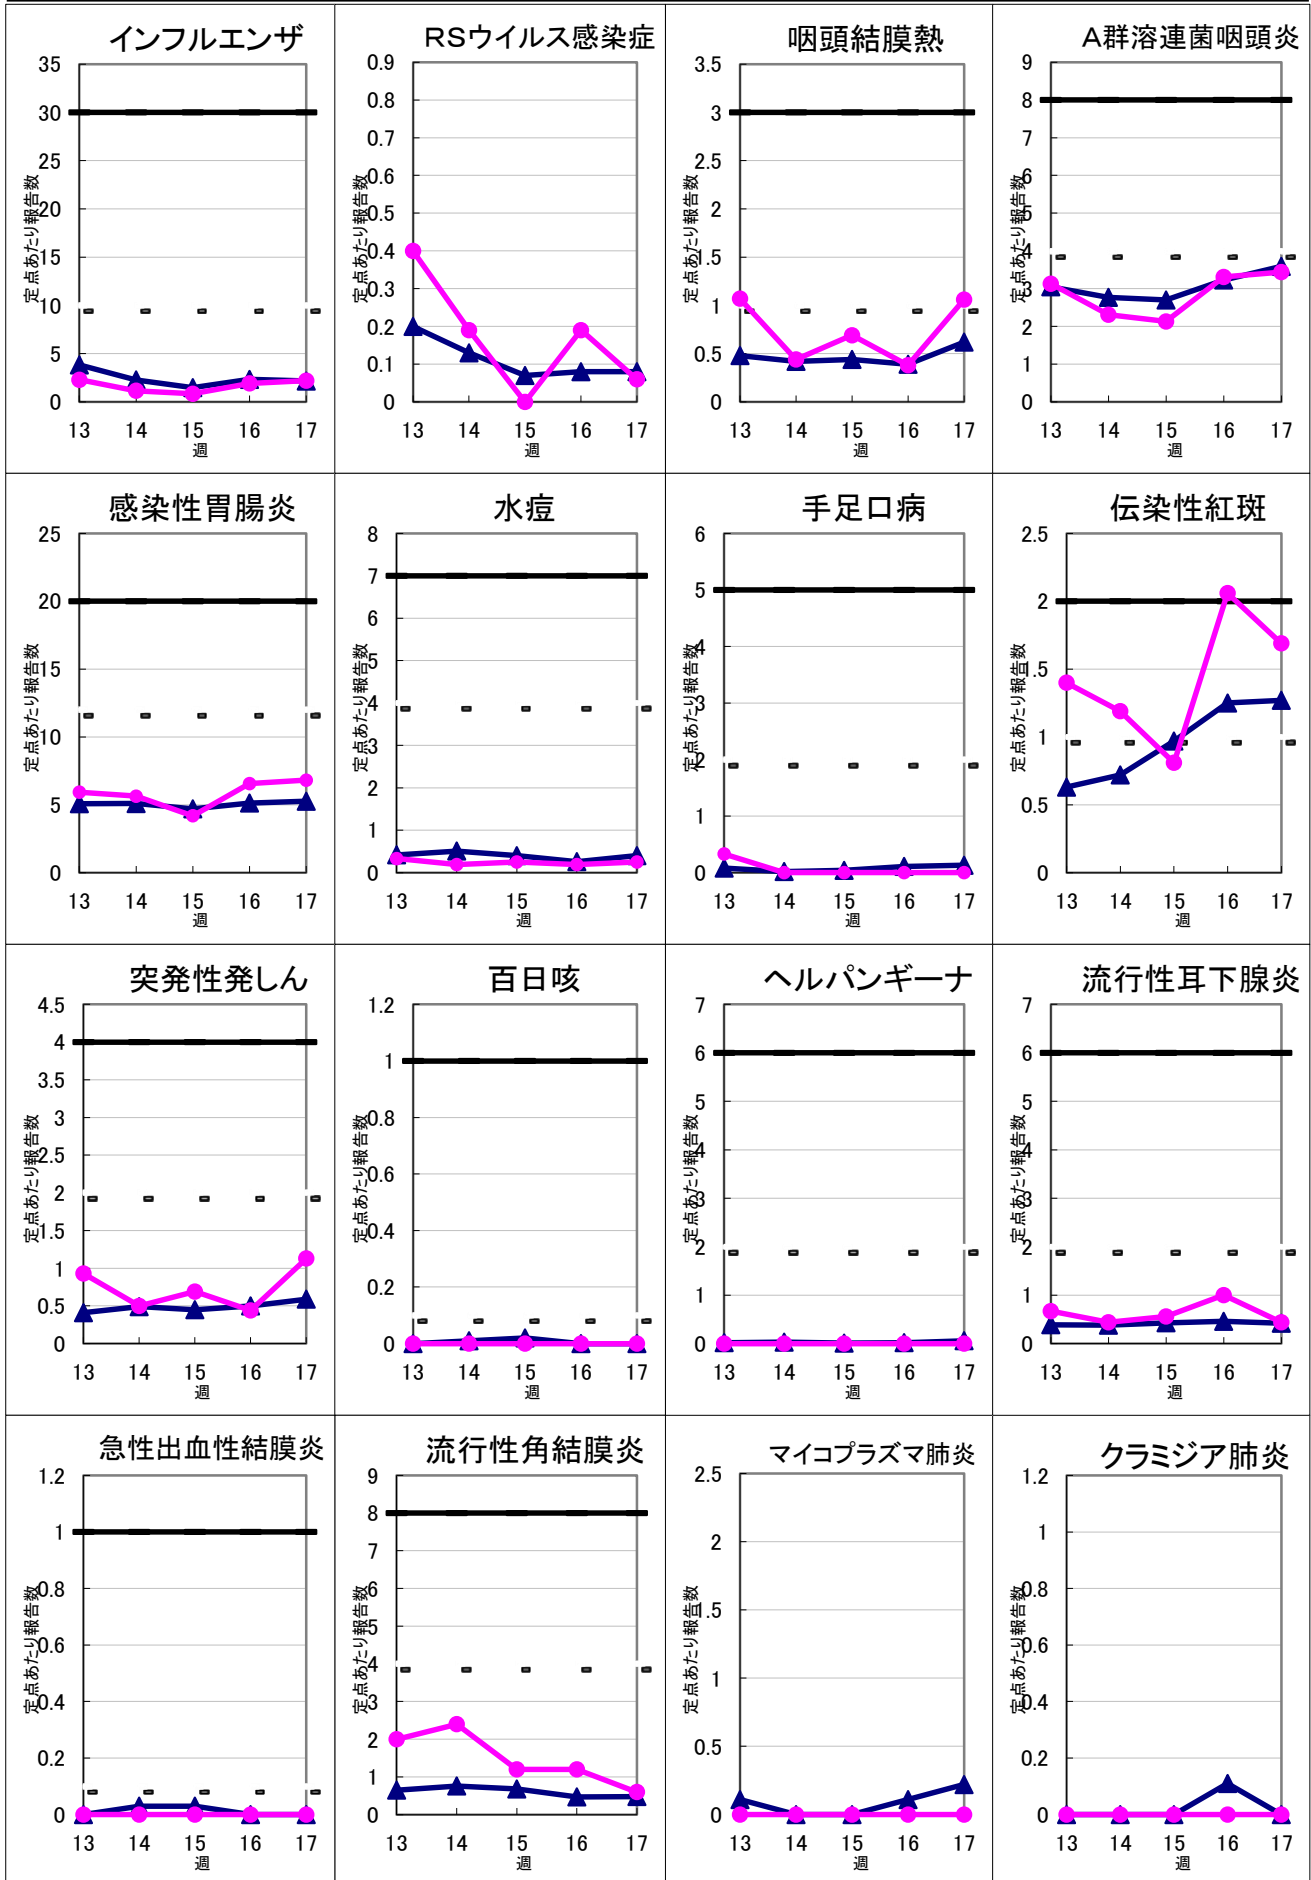 インフルエンザ
35
30
25
20
15
10
5
0
定点あたり報告数
13 14 15 16 17
週
RSウイルス感染症
0.9
0.8
0.7
0.6
0.5
0.4
0.3
0.2
0.1
0
定点あたり報告数
13 14 15 16 17
週
咽頭結膜熱
3.5
3
2.5
2
1.5
1
0.5
0
定点あたり報告数
13 14 15 16 17
週
A群溶連菌咽頭炎
9
8
7
6
5
4
3
2
1
0
定点あたり報告数
13 14 15 16 17
週
感染性胃腸炎
25
20
15
10
5
0
定点あたり報告数
13 14 15 16 17
週
水痘
8
7
6
5
4
3
2
1
0
定点あたり報告数
13 14 15 16 17
週
手足口病
6
5
4
3
2
1
0
定点あたり報告数
13 14 15 16 17
週
伝染性紅斑
2.5
2
1.5
1
0.5
0
定点あたり報告数
13 14 15 16 17
週
突発性発しん
4.5
4
3.5
3
2.5
2
1.5
1
0.5
0
定点あたり報告数
13 14 15 16 17
週
百日咳
1.2
1
0.8
0.6
0.4
0.2
0
定点あたり報告数
13 14 15 16 17
週
ヘルパンギーナ
7
6
5
4
3
2
1
0
定点あたり報告数
13 14 15 16 17
週
流行性耳下腺炎
7
6
5
4
3
2
1
0
定点あたり報告数
13 14 15 16 17
週
急性出血性結膜炎
1.2
1
0.8
0.6
0.4
0.2
0
定点あたり報告数
13 14 15 16 17
週
流行性角結膜炎
9
8
7
6
5
4
3
2
1
0
定点あたり報告数
13 14 15 16 17
週
マイコプラズマ肺炎
2.5
2
1.5
1
0.5
0
定点あたり報告数
13 14 15 16 17
週
クラミジア肺炎
1.2
1
0.8
0.6
0.4
0.2
0
定点あたり報告数
13 14 15 16 17
週